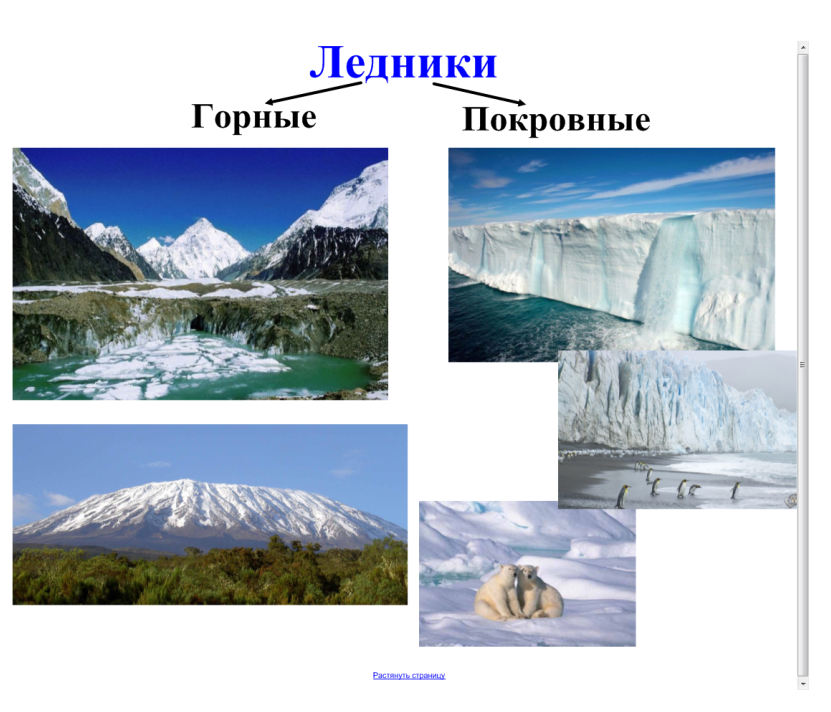 Ледники
Горные
Покровные
Растянуть страницу